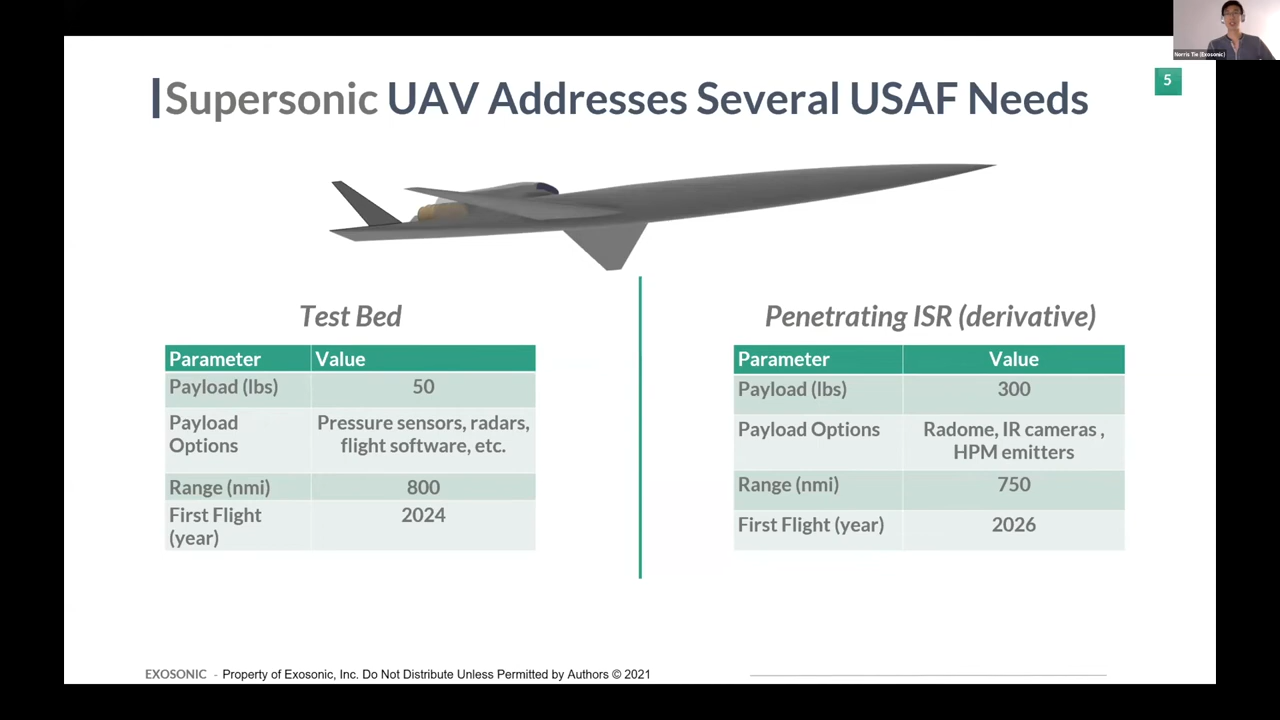 Norris Tie (Exosonic)
5
Supersonic UAV Addresses Several USAF Needs
Test Bed
Parameter Value
Payload (lbs) 50
Payload Options Pressure sensors, radars, flight software, etc.
Range (nmi) 800
First Flight (year) 2024
Penetrating ISR (derivative)
Parameter Value
Payload (lbs) 300
Payload Options Radome, IR cameras , HPM emitters
Range (nmi) 750
First Flight (year) 2026
EXOSONIC - Property of Exosonic, Inc. Do Not Distribute Unless Permitted by Authors © 2021